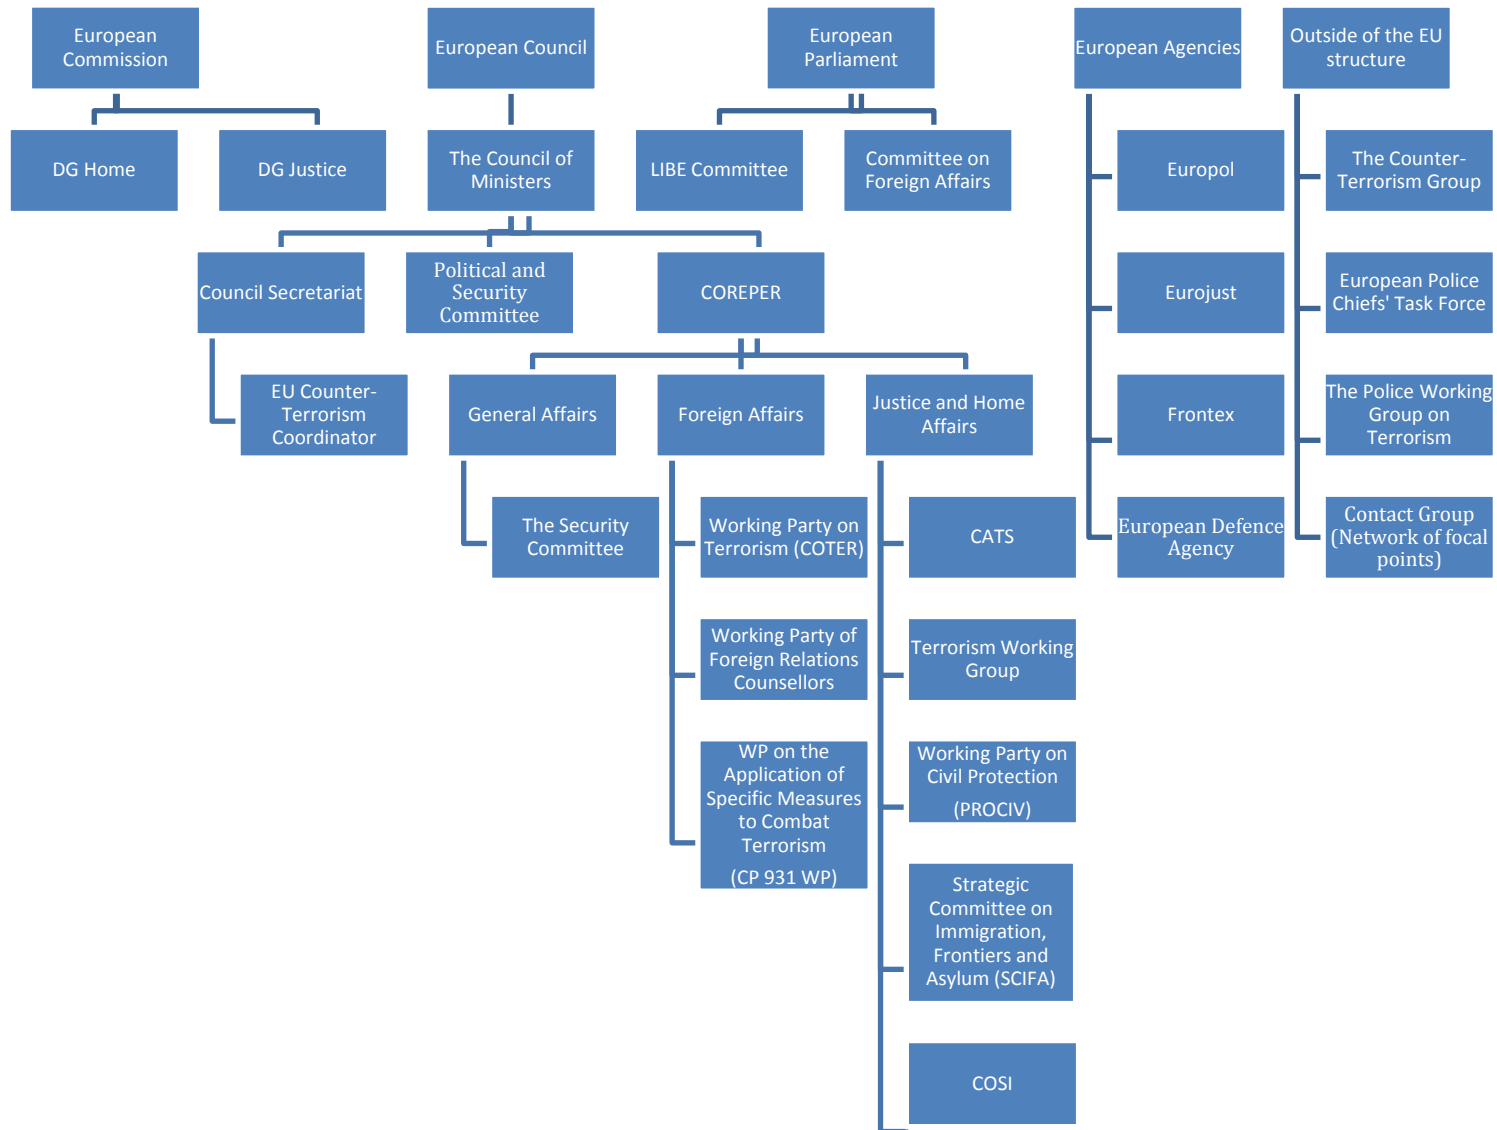 European
Commission
European Council
European
Parliament
European Agencies
Outside of the EU
structure
DG Home
DG Justice
The Council of
Ministers
LIBE Committee
Committee on
Foreign Affairs
Europol
The Counter-
Terrorism Group
Council Secretariat
Political and
Security
Committee
COREPER
Eurojust
European Police
Chiefs' Task Force
EU Counter-
Terrorism
Coordinator
General Affairs
Foreign Affairs
Justice and Home
Affairs
Frontex
The Police Working
Group on
Terrorism
The Security
Committee
Working Party on
Terrorism (COTER)
CATS
European Defence
Agency
Contact Group
(Network of focal
points)
Working Party of
Foreign Relations
Counsellors
Terrorism Working
Group
WP on the
Application of
Specific Measures
to Combat
Terrorism
(CP 931 WP)
Working Party on
Civil Protection
(PROCIV)
Strategic
Committee on
Immigration,
Frontiers and
Asylum (SCIFA)
COSI